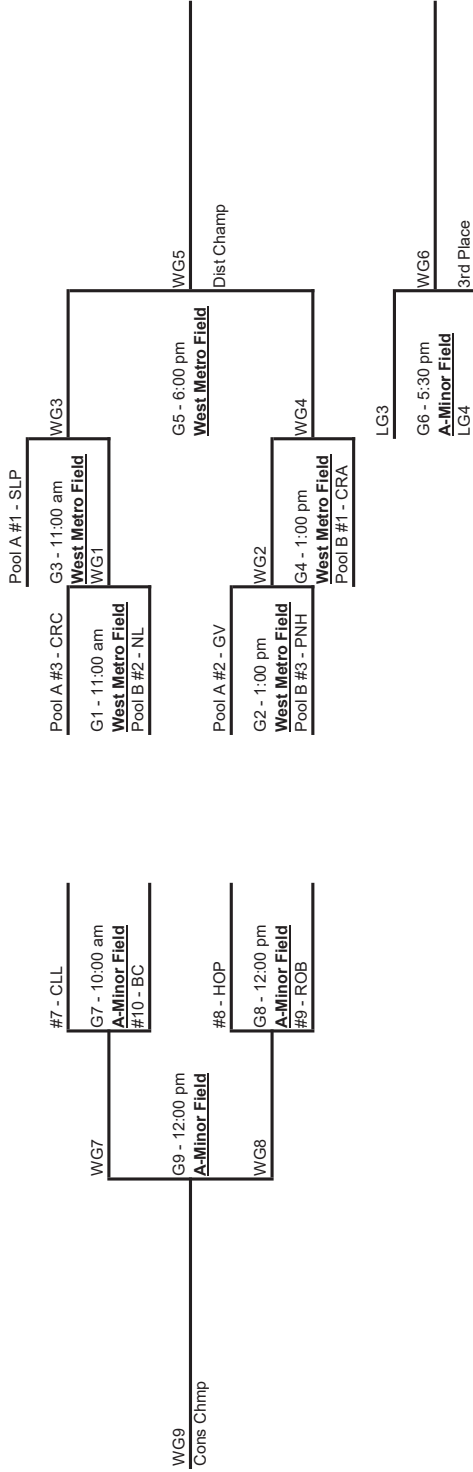 WG9
Cons Chmp
WG7
G9 - 12:00 pm
A-Minor Field
WG8
#7 - CLL
G7 - 10:00 am
A-Minor Field
#10 - BC
#8 - HOP
G8 - 12:00 pm
A-Minor Field
#9 - ROB
Pool A #3 - CRC
G1 - 11:00 am
West Metro Field
Pool B #2 - NL
Pool A #2 - GV
G2 - 1:00 pm
West Metro Field
Pool B #3 - PNH
Pool A #1 - SLP
G3 - 11:00 am
West Metro Field
WG1
WG2
G4 - 1:00 pm
West Metro Field
Pool B #1 - CRA
WG3
G5 - 6:00 pm
West Metro Field
WG4
LG3
G6 - 5:30 pm
A-Minor Field
LG4
WG5
Dist Champ
WG6
3rd Place